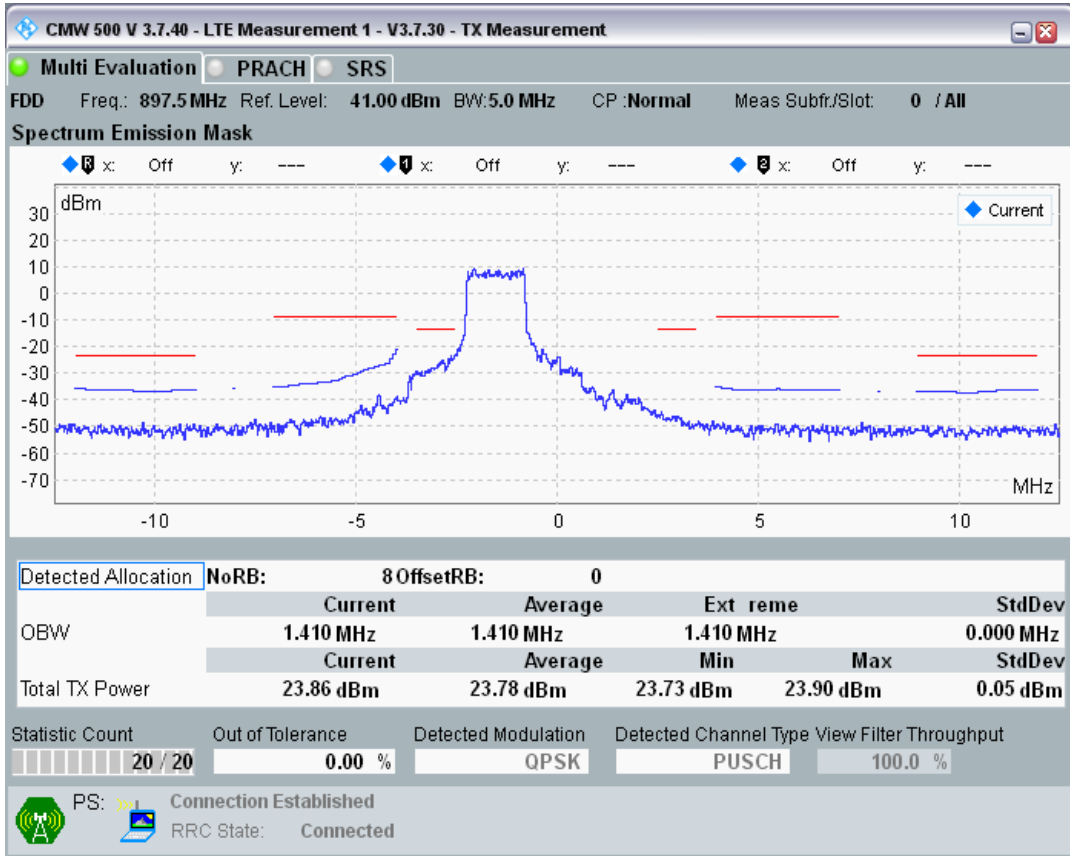 CMW 500 V 3.7.40 - LTE Measurement 1 - V3.7.30 - TX Measurement
Multi Evaluation PRACH SRS
FDD Freq.: 897.5 MHz Ref. Level: 41.00 dBm BW: 5.0 MHz CP : Normal Meas Subfr./Slot: 0 / All
Spectrum Emission Mask
R x: Off y: --- 1 x: Off y: --- 2 x: Off y: ---
dBm
Current
30
20
10
0
-10
-20
-30
-40
-50
-60
-70
MHz
-10 -5 0 5 10
Detected Allocation NoRB: 8 OffsetRB: 0
Current Average Ext reme StdDev
OBW 1.410 MHz 1.410 MHz 1.410 MHz 0.000 MHz
Current Average Min Max StdDev
Total TX Power 23.86 dBm 23.78 dBm 23.73 dBm 23.90 dBm 0.05 dBm
Statistic Count Out of Tolerance Detected Modulation Detected Channel Type View Filter Throughput
20 / 20 0.00 % QPSK PUSCH 100.0 %
PS: Connection Established
RRC State: Connected